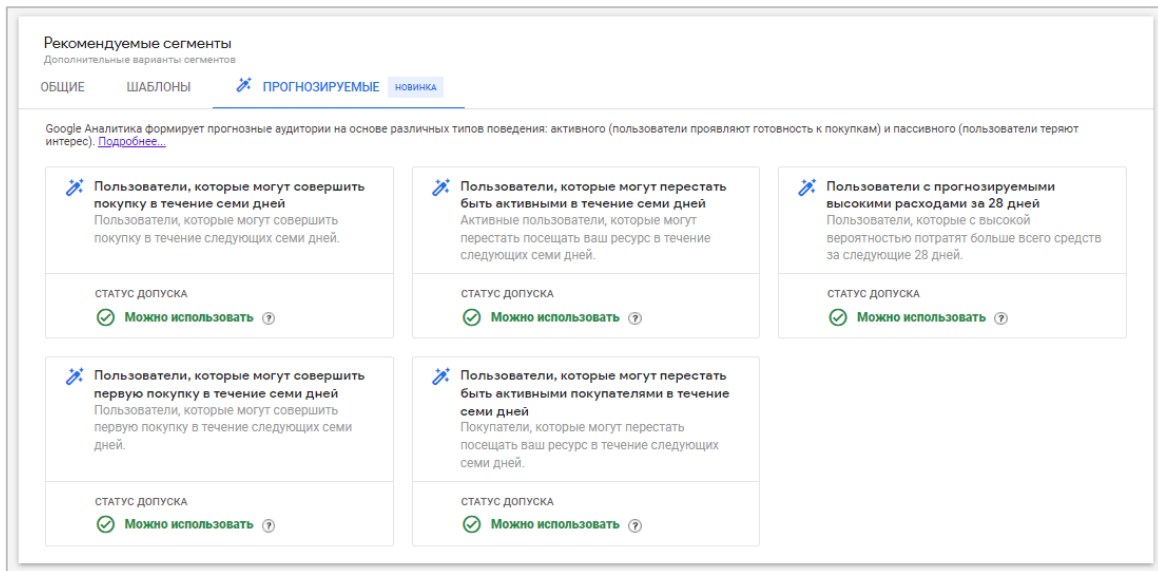 Рекомендуемые сегменты
Дополнительные варианты сегментов
ОБЩИЕ ШАБЛОНЫ ПРОГНОЗИРУЕМЫЕ НОВИНКА
Google Аналитика формирует прогнозные аудитории на основе различных типов поведения: активного (пользователи проявляют готовность к покупкам) и пассивного (пользователи теряют
интерес). Подробнее...
Пользователи, которые могут совершить
покупку в течение семи дней
Пользователи, которые могут совершить
покупку в течение следующих семи дней.
СТАТУС ДОПУСКА
Можно использовать ?
Пользователи, которые могут перестать
быть активными в течение семи дней
Активные пользователи, которые могут
перестать посещать ваш ресурс в течение
следующих семи дней.
СТАТУС ДОПУСКА
Можно использовать ?
Пользователи с прогнозируемыми
высокими расходами за 28 дней
Пользователи, которые с высокой
вероятностью потратят больше всего средств
за следующие 28 дней.
СТАТУС ДОПУСКА
Можно использовать ?
Пользователи, которые могут совершить
первую покупку в течение семи дней
Пользователи, которые могут совершить
первую покупку в течение следующих семи
дней.
СТАТУС ДОПУСКА
Можно использовать ?
Пользователи, которые могут перестать
быть активными покупателями в течение
семи дней
Покупатели, которые могут перестать
посещать ваш ресурс в течение следующих
семи дней.
СТАТУС ДОПУСКА
Можно использовать ?